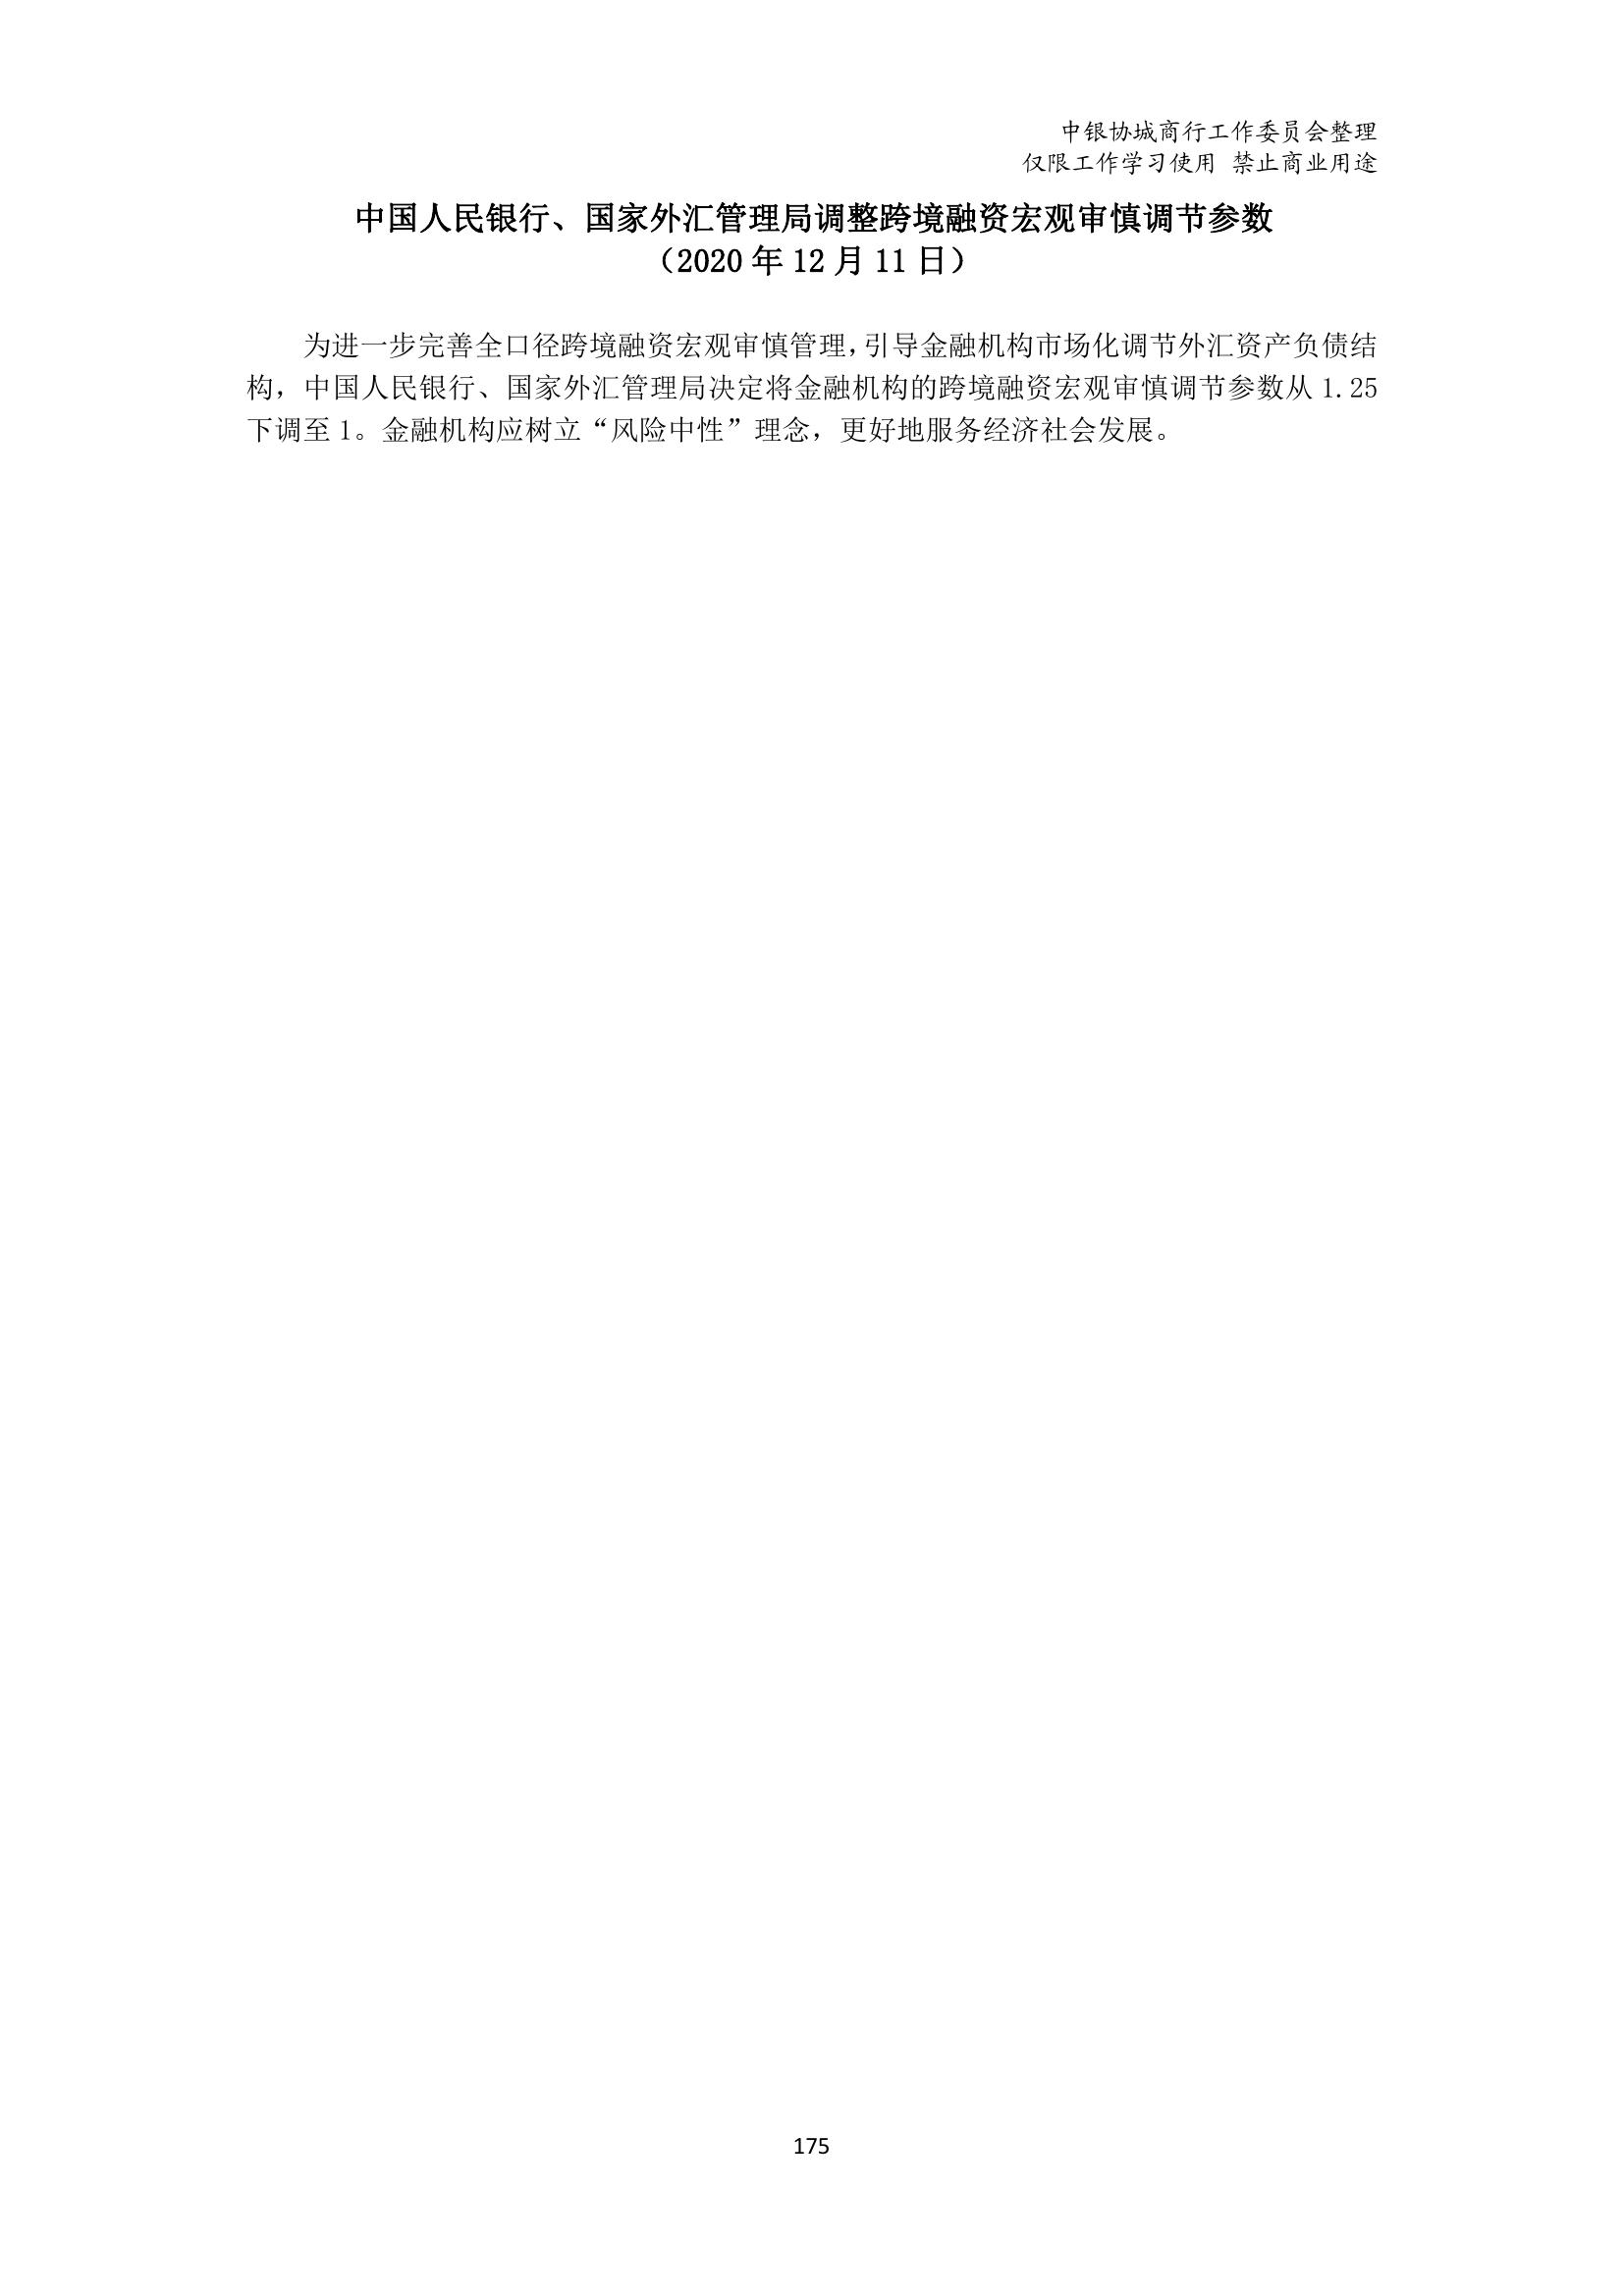 中银协城商行工作委员会整理
仅限工作学习使用 禁止商业用途
中国人民银行、国家外汇管理局调整跨境融资宏观审慎调节参数
（2020 年 12 月 11 日）
为进一步完善全口径跨境融资宏观审慎管理，引导金融机构市场化调节外汇资产负债结
构，中国人民银行、国家外汇管理局决定将金融机构的跨境融资宏观审慎调节参数从 1.25
下调至 1。金融机构应树立“风险中性”理念，更好地服务经济社会发展。
175